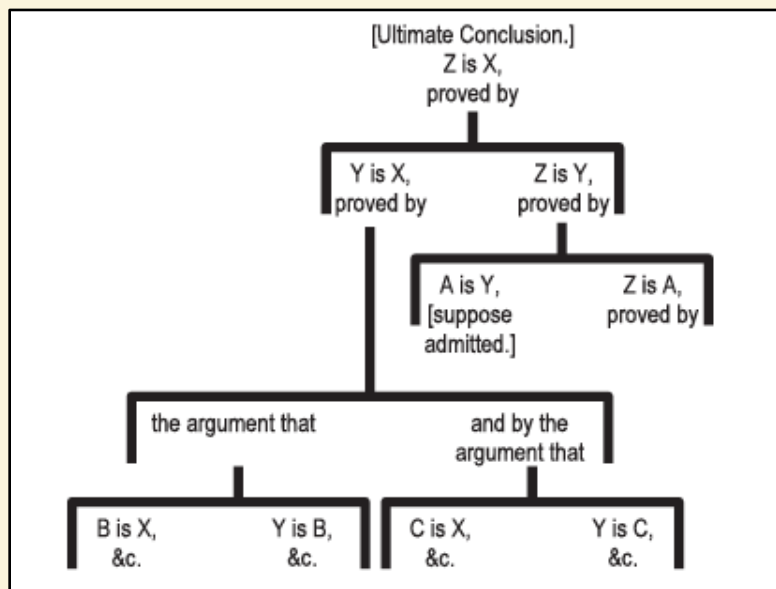 [Ultimate Conclusion.]
Z is X,
proved by
Y is X,
proved by
Z is Y,
proved by
A is Y,
[suppose
admitted.]
Z is A,
proved by
the argument that
and by the
argument that
B is X,
&c.
Y is B,
&c.
C is X,
&c.
Y is C,
&c.